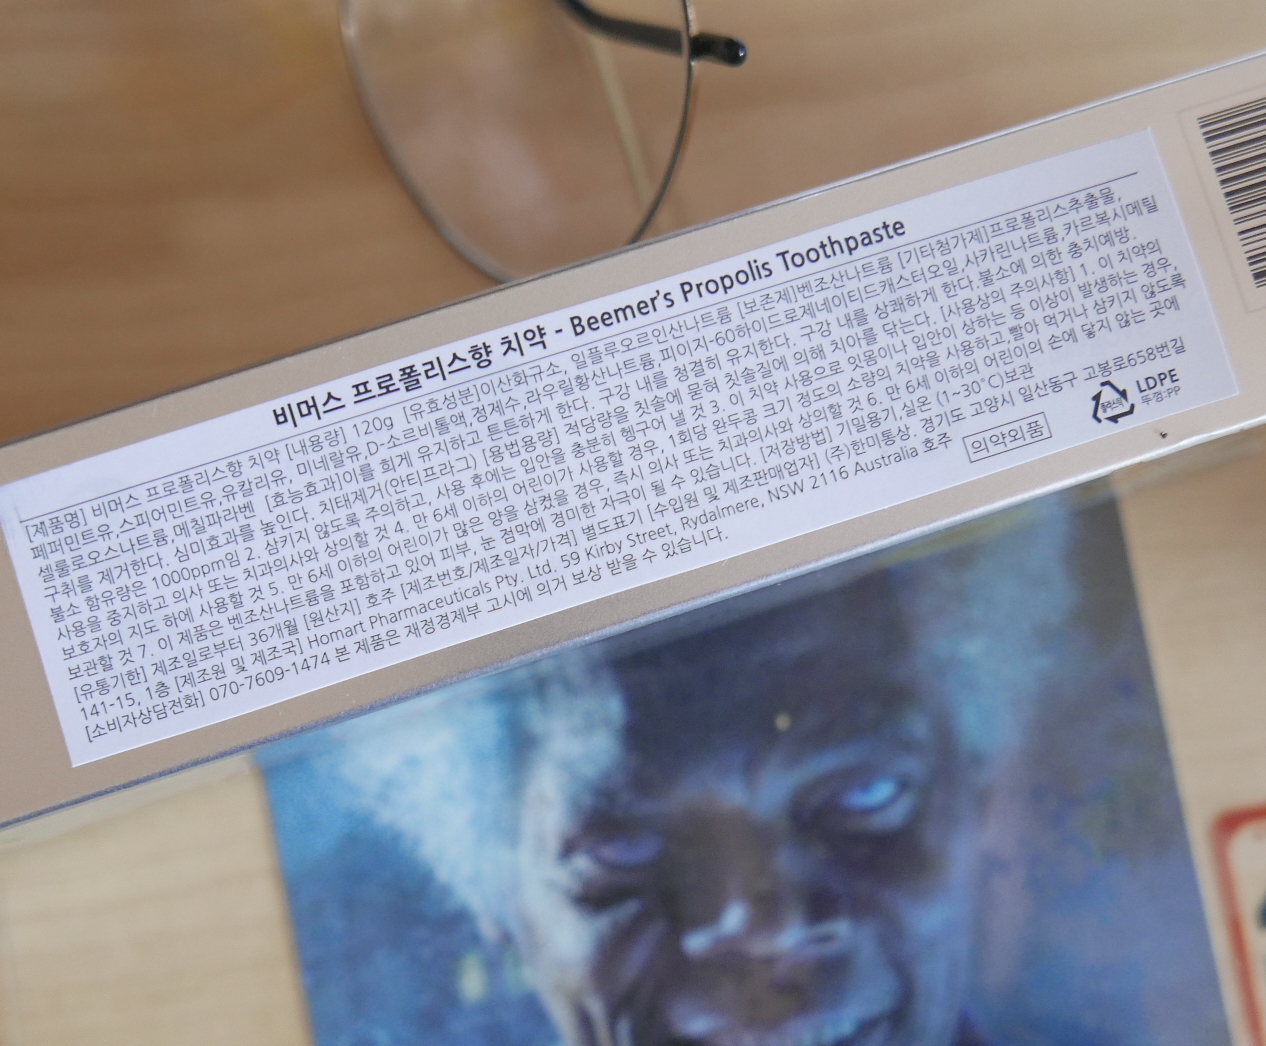 비머스 프로폴리스향 치약 - Beemer's Propolis Toothpaste
[제품명] 비머스 프로폴리스향 치약 [내용량] 120g [유효성분]이산화규소, 일플루오르인산나트륨 [보존제]벤조산나트륨 [기타첨가제]프로폴리스추출물,
페퍼민트유,스피어민트유,유칼리유, 미네랄유,D-소르비톨액,정제수,라우릴황산나트륨,피이지-60하이드로제네이티드캐스터오일,사카린나트륨,카르복시메틸
셀룰로오스나트륨 메칠파라벤 [효능효과]이를 희게 유지하고 튼튼하게 한다. 구강 내를 청결히 유지한다. 구강 내를 상쾌하게 한다.불소에 의한 충치예방.
구취를 제거한다. 심미효과를 높인다. 치태제거(안티프라그) [용법용량] 적당량을 칫솔에 묻혀 칫솔질에 의해 치아를 닦는다. [사용상의 주의사항] 1. 이 치약의
불소 함유량은 1000ppm임 2. 삼키지 않도록 주의하고, 사용 후에는 입안을 충분히 헹구어 낼 것 3. 이 치약 사용으로 잇몸이나 입안이 상하는 등 이상이 발생하는 경우,
사용을 중지하고 의사 또는 치과의사와 상의할 것 4. 만 6세 이하의 어린이가 사용할 경우, 1회당 완두콩 크기 정도의 소량의 치약을 사용하고,빨아 먹거나 삼키지 않도록
보호자의 지도 하에 사용할 것 5. 만 6세 이하의 어린이가 많은 양을 삼켰을 경우, 즉시 의사 또는 치과의사와 상의할 것 6. 만 6세 이하의 어린이의 손에 닿지 않는 곳에
보관할 것 7. 이 제품은 벤조산나트륨을 포함하고 있어 피부, 눈 점막에 경미한 자극이 될 수 있습니다. [저장방법] 기밀용기 실온 (1~30°C)보관
[유통기한] 제조일로부터 36개월 [원산지] 호주 [제조번호/제조일자/가격] 별도표기 [수입원 및 제조판매업자] (주)한미통상. 경기도 고양시 일산동구 고봉로658번길
141-15, 1층 [제조원 및 제조국] Homart Pharmaceuticals Pty. Ltd. 59 Kirby Street, Rydalmere, NSW 2116 Australia 호주 의약외품
[소비자상담전화] 070-7609-1474 본 제품은 재정경제부 고시에 의거 보상 받을 수 있습니다.
LDPE
뚜껑:PP